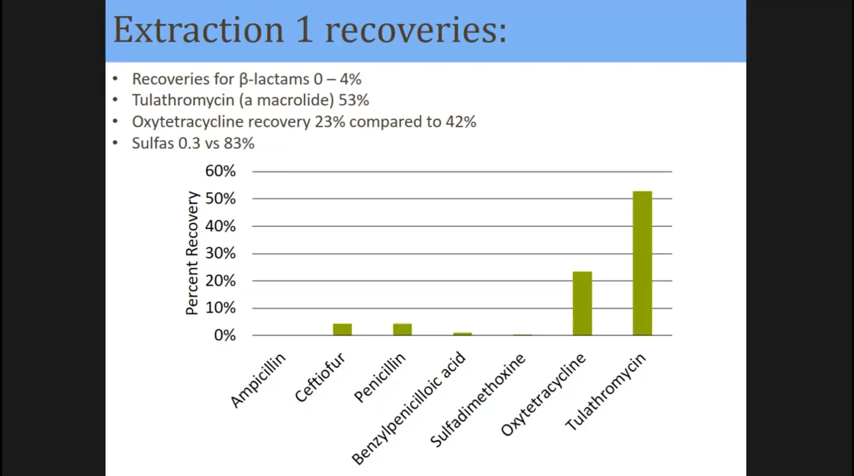 Extraction 1 recoveries:
• Recoveries for β-lactams 0 – 4%
• Tulathromycin (a macrolide) 53%
• Oxytetracycline recovery 23% compared to 42%
• Sulfas 0.3 vs 83%
Percent Recovery
60%
50%
40%
30%
20%
10%
0%
Ampicillin
Ceftiofur
Penicillin
Benzylpenicilloic acid
Sulfadimethoxine
Oxytetracycline
Tulathromycin